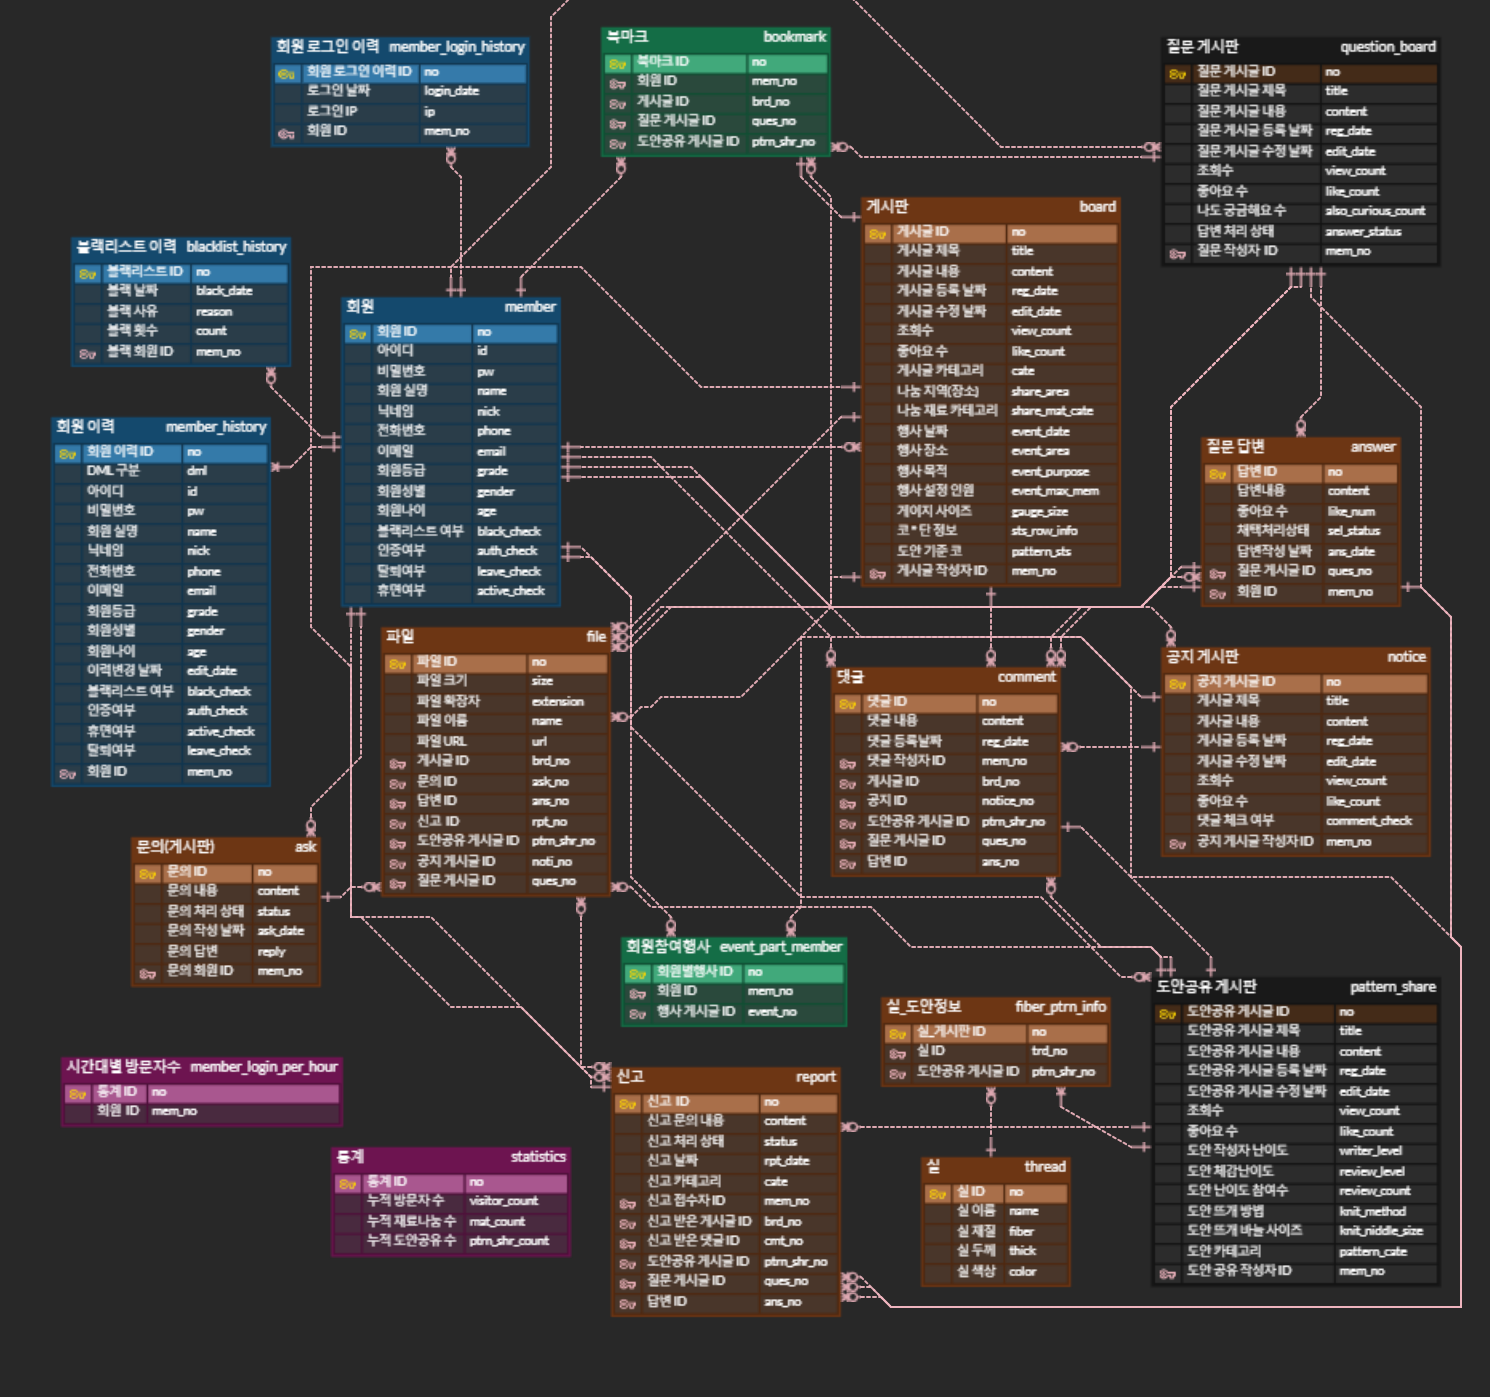 회원 로그인 이력 member_login_history
회원 로그인 이력 ID no
로그인 날짜 login_date
로그인 IP ip
회원 ID mem_no
북마크 bookmark
북마크 ID no
회원 ID mem_no
게시글 ID brd_no
질문 게시글 ID ques_no
도안공유 게시글 ID ptrn_shr_no
질문 게시판 question_board
질문 게시글 ID no
질문 게시글 제목 title
질문 게시글 내용 content
질문 게시글 등록 날짜 reg_date
질문 게시글 수정 날짜 edit_date
조회수 view_count
좋아요 수 like_count
나도 궁금해요 수 also_curious_count
답변 처리 상태 answer_status
질문 작성자 ID mem_no
블랙리스트 이력 blacklist_history
블랙리스트 ID no
블랙 날짜 black_date
블랙 사유 reason
블랙 횟수 count
블랙 회원 ID mem_no
회원 member
회원 ID no
아이디 id
비밀번호 pw
회원 실명 name
닉네임 nick
전화번호 phone
이메일 email
회원등급 grade
회원성별 gender
회원나이 age
블랙리스트 여부 black_check
인증여부 auth_check
탈퇴여부 leave_check
휴면여부 active_check
게시판 board
게시글 ID no
게시글 제목 title
게시글 내용 content
게시글 등록 날짜 reg_date
게시글 수정 날짜 edit_date
조회수 view_count
좋아요 수 like_count
게시글 카테고리 cate
나눔 지역(장소) share_area
나눔 재료 카테고리 share_mat_cate
행사 날짜 event_date
행사 장소 event_area
행사 목적 event_purpose
행사 설정 인원 event_max_mem
게이지 사이즈 gauge_size
코*단 정보 sts_row_info
도안 기준 코 pattern_sts
게시글 작성자 ID mem_no
회원 이력 member_history
회원 이력 ID no
DML 구분 dml
아이디 id
비밀번호 pw
회원 실명 name
닉네임 nick
전화번호 phone
이메일 email
회원등급 grade
회원성별 gender
회원나이 age
이력변경 날짜 edit_date
블랙리스트 여부 black_check
인증여부 auth_check
휴면여부 active_check
탈퇴여부 leave_check
회원 ID mem_no
질문 답변 answer
답변 ID no
답변내용 content
좋아요 수 like_num
채택처리상태 sel_status
답변작성 날짜 ans_date
질문 게시글 ID ques_no
회원 ID mem_no
파일 file
파일 ID no
파일 크기 size
파일 확장자 extension
파일 이름 name
파일 URL url
게시글 ID brd_no
문의 ID ask_no
답변 ID ans_no
신고 ID rpt_no
도안공유 게시글 ID ptrn_shr_no
공지 게시글 ID noti_no
질문 게시글 ID ques_no
댓글 comment
댓글 ID no
댓글 내용 content
댓글 등록날짜 reg_date
댓글 작성자 ID mem_no
게시글 ID brd_no
공지 ID notice_no
도안공유 게시글 ID ptrn_shr_no
질문 게시글 ID ques_no
답변 ID ans_no
공지 게시판 notice
공지 게시글 ID no
게시글 제목 title
게시글 내용 content
게시글 등록 날짜 reg_date
게시글 수정 날짜 edit_date
조회수 view_count
좋아요 수 like_count
댓글 체크 여부 comment_check
공지 게시글 작성자 ID mem_no
문의(게시판) ask
문의 ID no
문의 내용 content
문의 처리 상태 status
문의 작성 날짜 ask_date
문의 답변 reply
문의 회원 ID mem_no
회원참여행사 event_part_member
회원별행사 ID no
회원 ID mem_no
행사 게시글 ID event_no
실_도안정보 fiber_ptrn_info
실_게시판 ID no
실 ID trd_no
도안공유 게시글 ID ptrn_shr_no
도안공유 게시판 pattern_share
도안공유 게시글 ID no
도안공유 게시글 제목 title
도안공유 게시글 내용 content
도안공유 게시글 등록 날짜 reg_date
도안공유 게시글 수정 날짜 edit_date
조회수 view_count
좋아요 수 like_count
도안 작성자 난이도 writer_level
도안 체감난이도 review_level
도안 난이도 참여수 review_count
도안 뜨개 방법 knit_method
도안 뜨개 바늘 사이즈 knit_niddle_size
도안 카테고리 pattern_cate
도안 공유 작성자 ID mem_no
시간대별 방문자수 member_login_per_hour
통계 ID no
회원 ID mem_no
신고 report
신고 ID no
신고 문의 내용 content
신고 처리 상태 status
신고 날짜 rpt_date
신고 카테고리 cate
신고 접수자 ID mem_no
신고 받은 게시글 ID brd_no
신고 받은 댓글 ID cmt_no
도안공유 게시글 ID ptrn_shr_no
질문 게시글 ID ques_no
답변 ID ans_no
통계 statistics
통계 ID no
누적 방문자 수 visitor_count
누적 재료나눔 수 mat_count
누적 도안공유 수 ptrn_shr_count
실 thread
실 ID no
실 이름 name
실 재질 fiber
실 두께 thick
실 색상 color